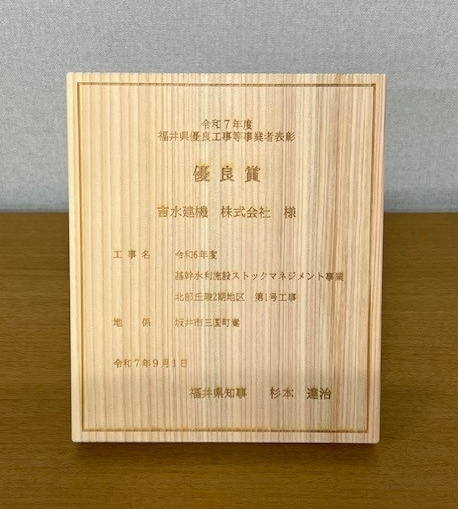 令和7年度
福井県優良工事等事業者表彰
優良賞
吉水建機 株式会社 様
工事名 令和6年度
基幹水利施設ストックマネジメント事業
北部丘陵2期地区 第1号工事
地係 坂井市三国町
令和7年9月1日
福井県知事 杉本 達治